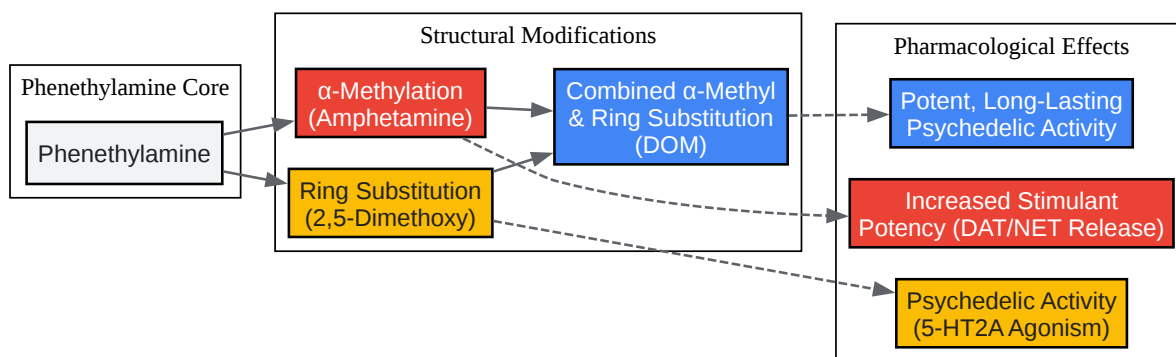 Phenethylamine Core
Phenethylamine
Structural Modifications
α-Methylation
(Amphetamine)
Ring Substitution
(2,5-Dimethoxy)
Combined α-Methyl
& Ring Substitution
(DOM)
Pharmacological Effects
Potent, Long-Lasting
Psychedelic Activity
Increased Stimulant
Potency (DAT/NET Release)
Psychedelic Activity
(5-HT2A Agonism)